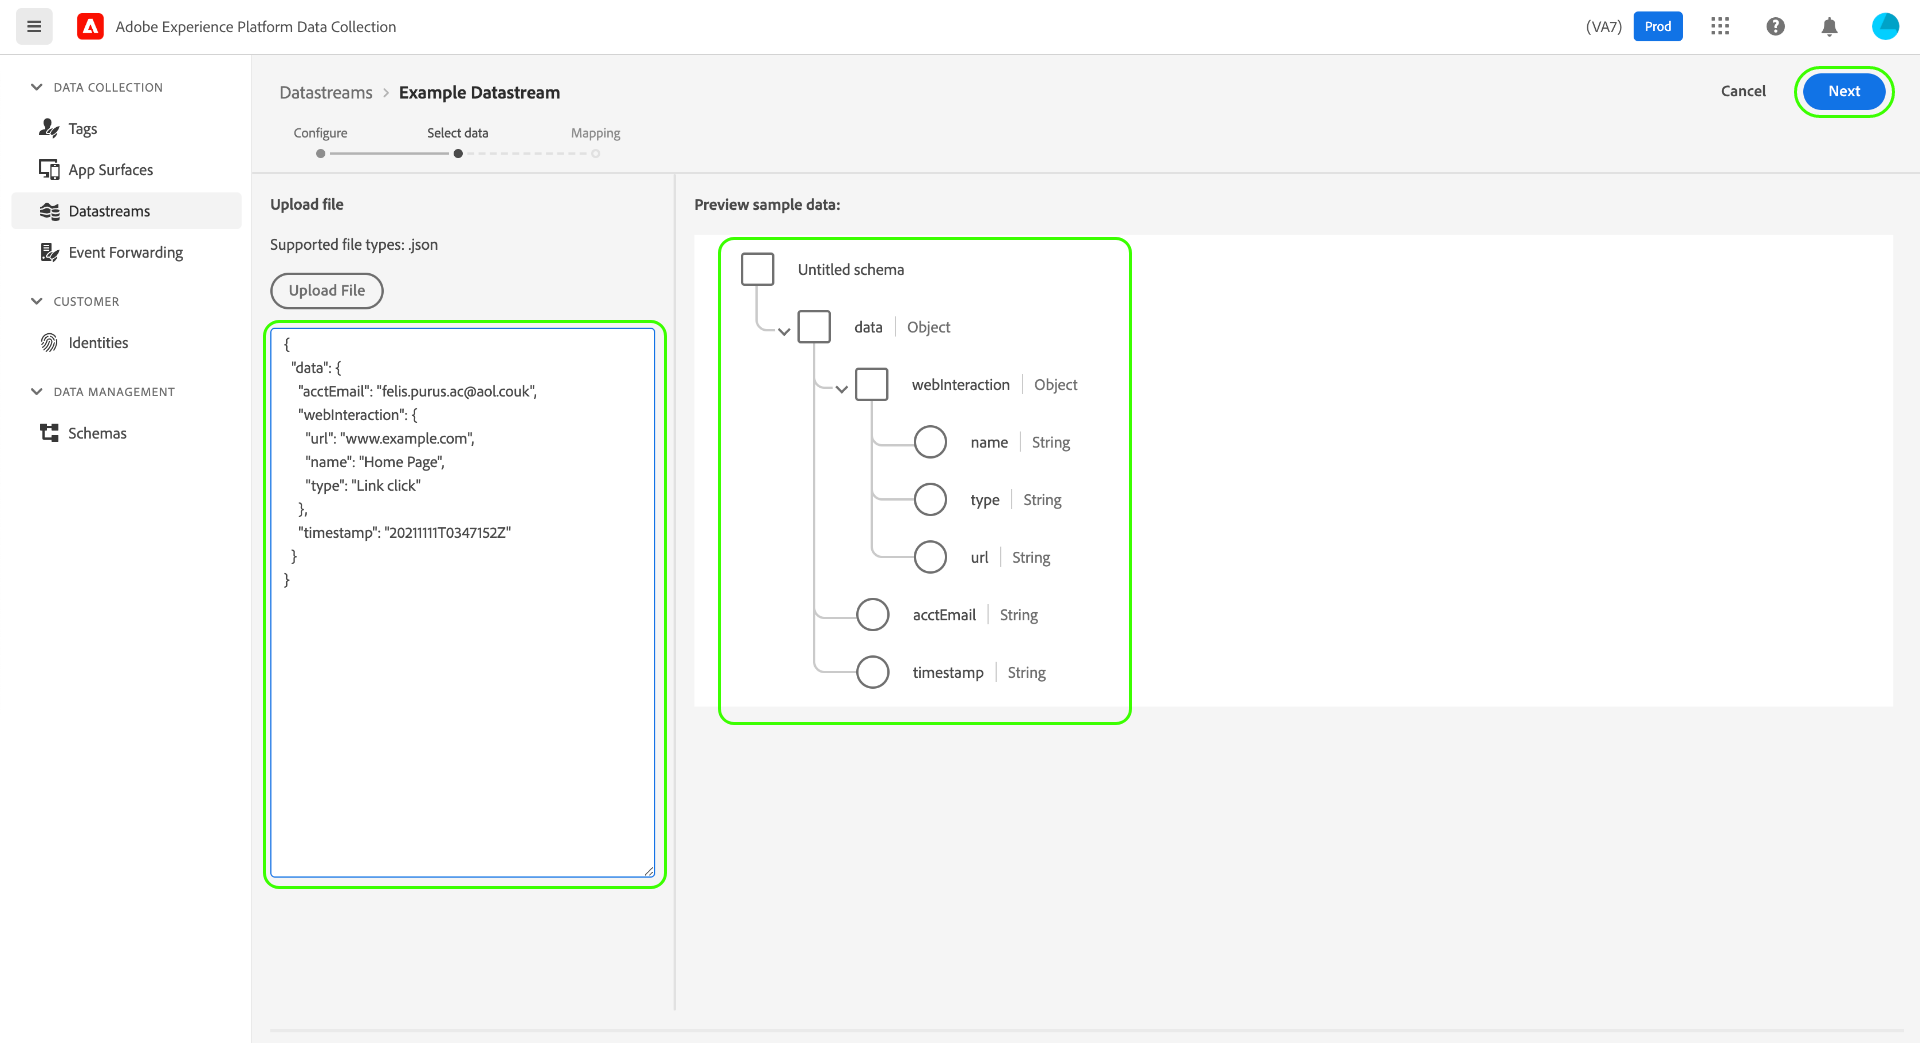 Adobe Experience Platform Data Collection
(VA7)
Prod
DATA COLLECTION
Tags
App Surfaces
Datastreams
Event Forwarding
CUSTOMER
Identities
DATA MANAGEMENT
Schemas
Datastreams > Example Datastream
Cancel
Next
Configure
Select data
Mapping
Upload file
Supported file types: .json
Upload File
{
"data": {
"acctEmail": "felis.purus.ac@aol.couk",
"webInteraction": {
"url": "www.example.com",
"name": "Home Page",
"type": "Link click"
},
"timestamp": "20211111T0347152Z"
}
}
Preview sample data:
Untitled schema
data | Object
webInteraction | Object
name | String
type | String
url | String
acctEmail | String
timestamp | String